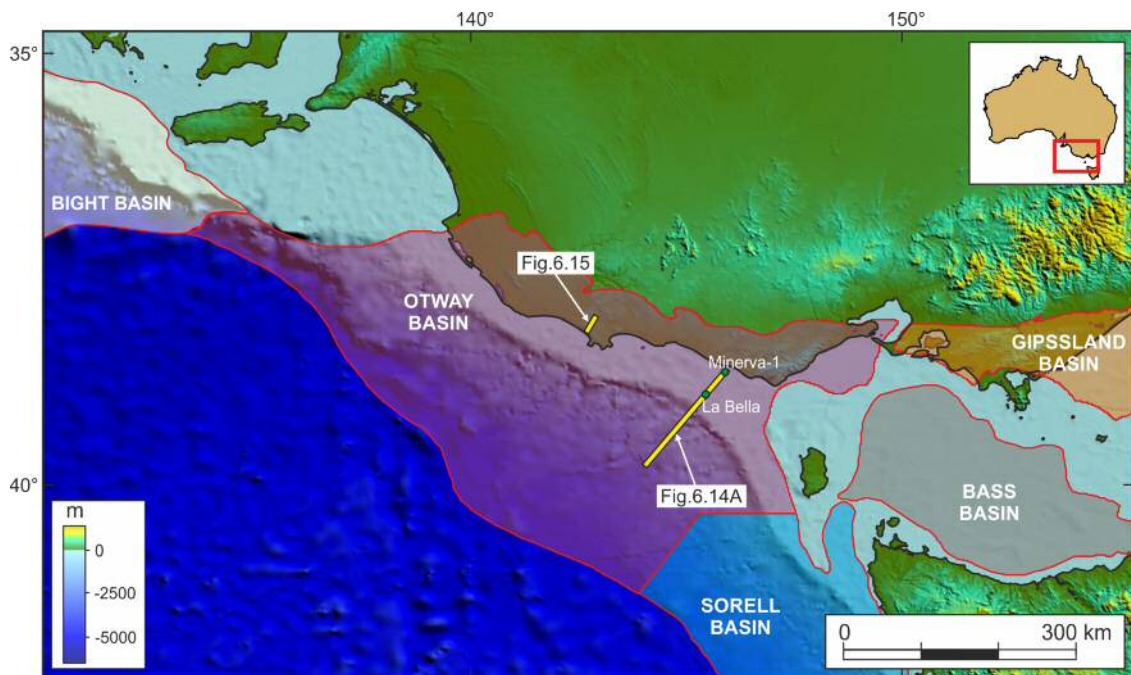 140°
150°
35°
BIGHT BASIN
Fig.6.15
OTWAY
BASIN
GIPSSLAND
BASIN
Minerva-1
La Bella
40°
Fig.6.14A
BASS
BASIN
SORELL
BASIN
m
0
-2500
-5000
0
300 km